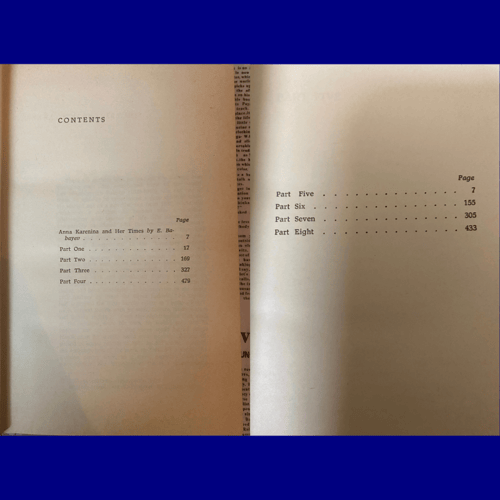 CONTENTS
Page
Anna Karenina and Her Times by E. Ba-
bayev . . . . . . . . . . . . . 7
Part One . . . . . . . . . . . . 17
Part Two . . . . . . . . . . . . 169
Part Three . . . . . . . . . . . 327
Part Four . . . . . . . . . . . . 475
Page
Part Five . . . . . . . . . . . . . . 7
Part Six . . . . . . . . . . . . . . 155
Part Seven . . . . . . . . . . . . . 305
Part Eight . . . . . . . . . . . . . 433